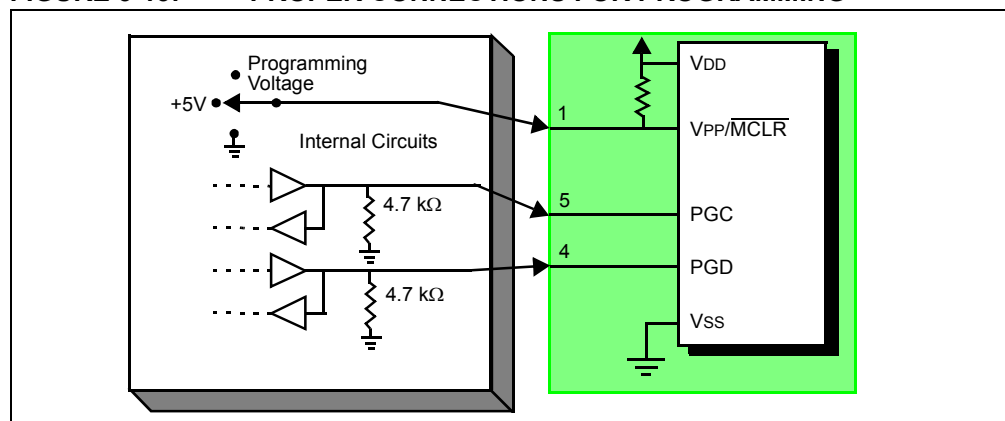 Programming
Voltage
+5V
Internal Circuits
4.7 kΩ
4.7 kΩ
1
5
4
VDD
VPP/MCLR
PGC
PGD
VSS